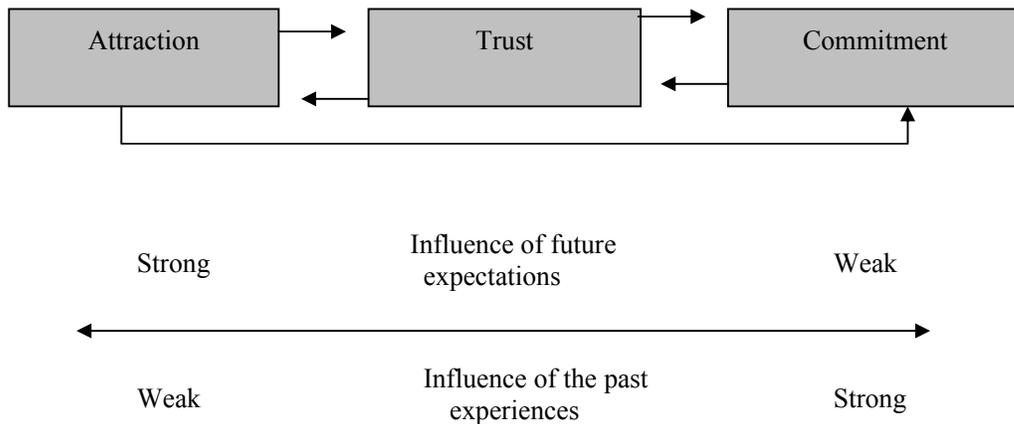 Attraction
Trust
Commitment
Influence of future
expectations
Strong
Weak
Influence of the past
experiences
Weak
Strong